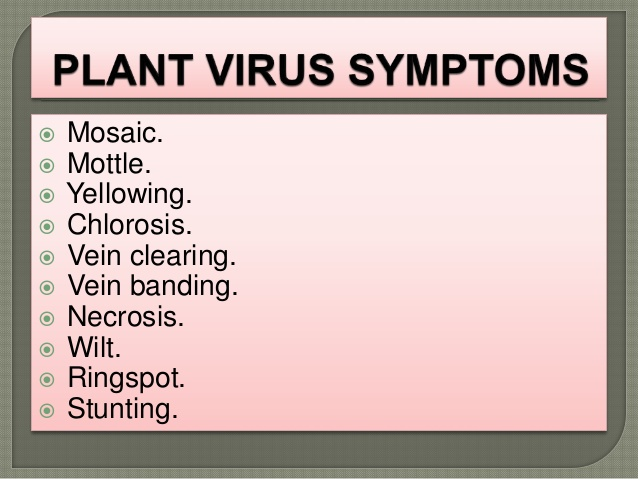 PLANT VIRUS SYMPTOMS
Mosaic.
Mottle.
Yellowing.
Chlorosis.
Vein clearing.
Vein banding.
Necrosis.
Wilt.
Ringspot.
Stunting.